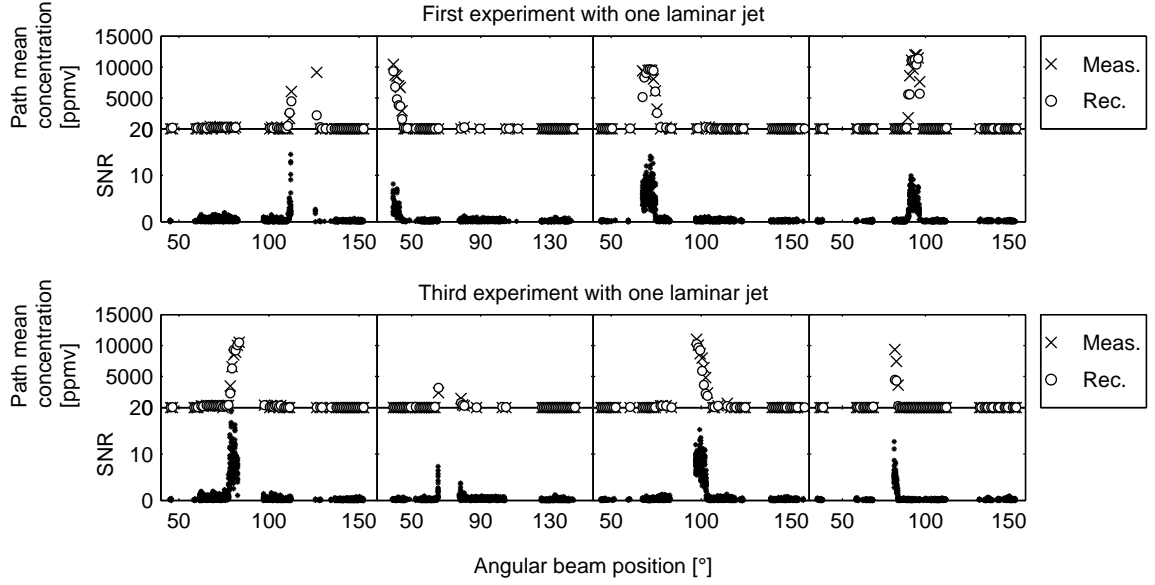 First experiment with one laminar jet
Path mean
concentration
[ppmv]
15000
10000
5000
20
10
0
SNR
50 100 150 50 90 130 50 100 150 50 100 150
Meas.
Rec.
Third experiment with one laminar jet
Path mean
concentration
[ppmv]
15000
10000
5000
20
10
0
SNR
50 100 150 50 90 130 50 100 150 50 100 150
Meas.
Rec.
Angular beam position [°]